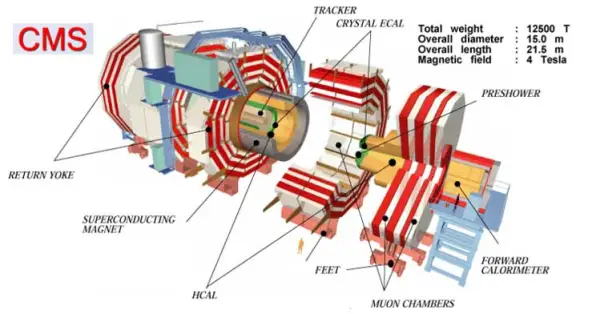 CMS
TRACKER
CRYSTAL ECAL
Total weight : 12500 T
Overall diameter : 15.0 m
Overall length : 21.5 m
Magnetic field : 4 Tesla
PRESHOWER
RETURN YOKE
SUPERCONDUCTING
MAGNET
HCAL
FEET
FORWARD
CALORIMETER
MUON CHAMBERS